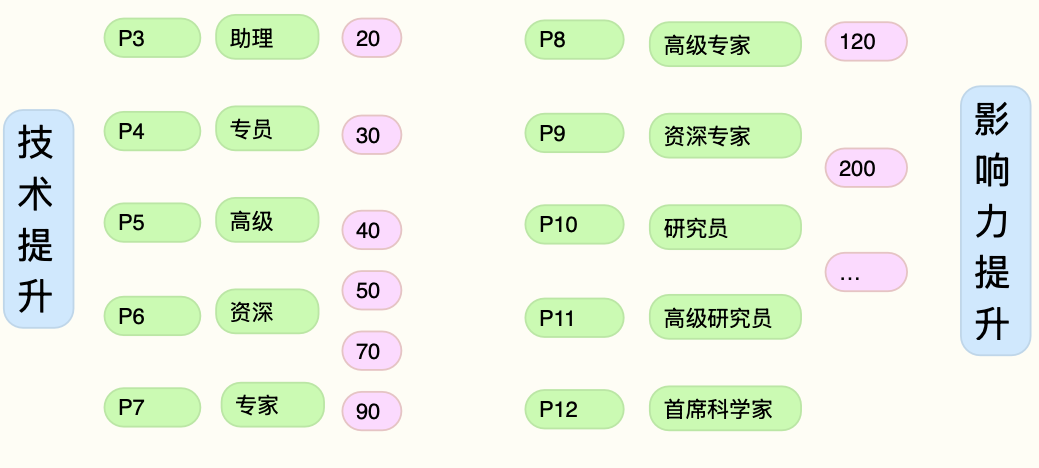 技术提升
P3 助理 20
P4 专员 30
P5 高级 40
50
P6 资深
70
P7 专家 90
P8 高级专家 120
P9 资深专家
200
P10 研究员
...
P11 高级研究员
P12 首席科学家
影响力提升